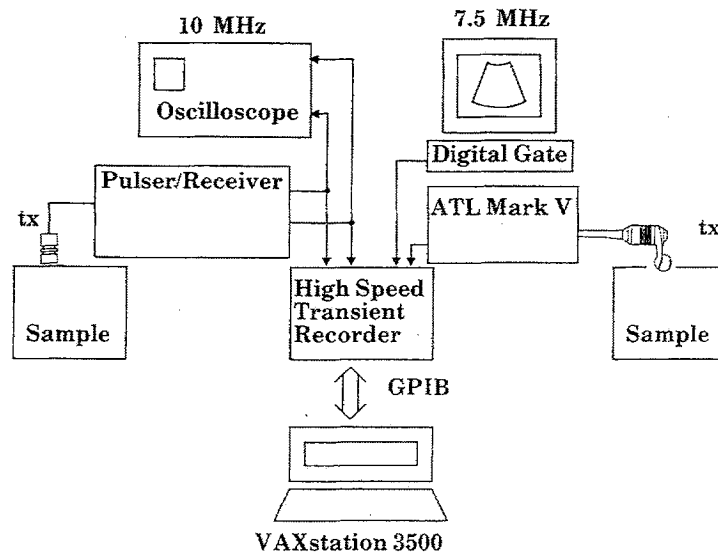 10 MHz
7.5 MHz
Oscilloscope
Digital Gate
Pulser/Receiver
ATL Mark V
tx
tx
High Speed
Transient
Recorder
Sample
Sample
GPIB
VAXstation 3500